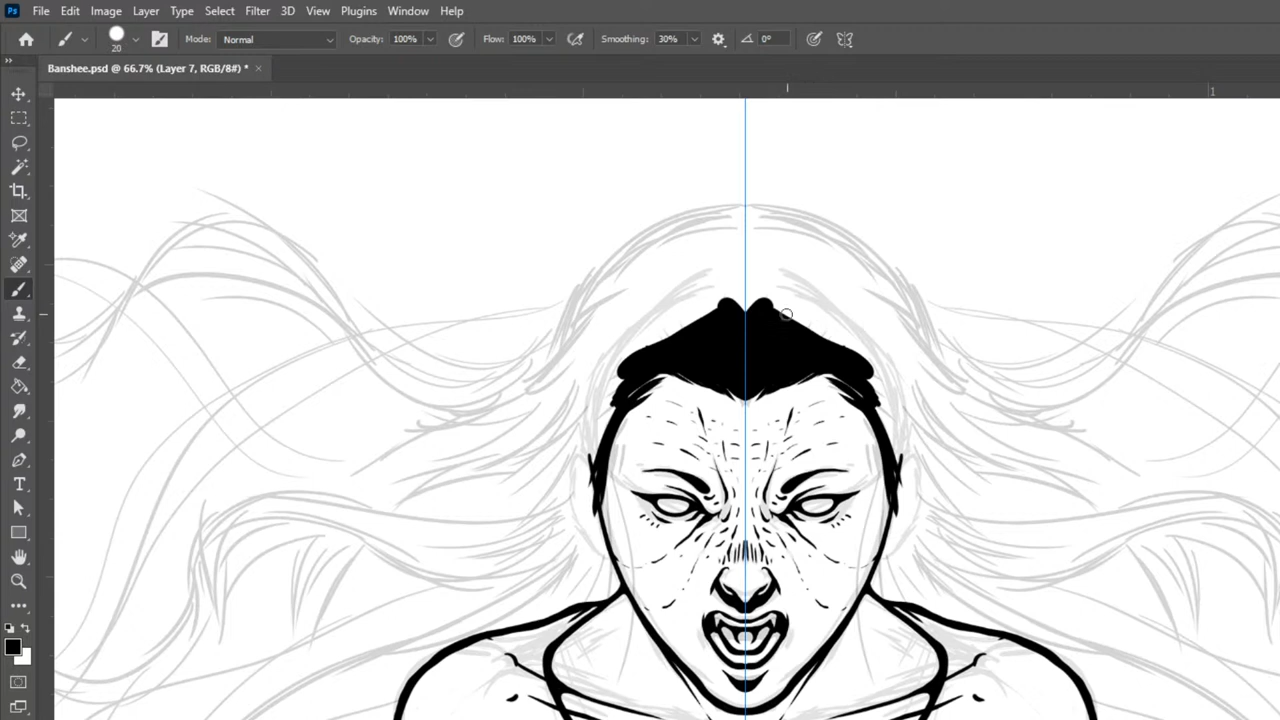 Ps File Edit Image Layer Type Select Filter 3D View Plugins Window Help
20 Mode: Normal Opacity: 100% Flow: 100% Smoothing: 30% 0°
Banshee.psd @ 66.7% (Layer 7, RGB/8#) * ×
1
T